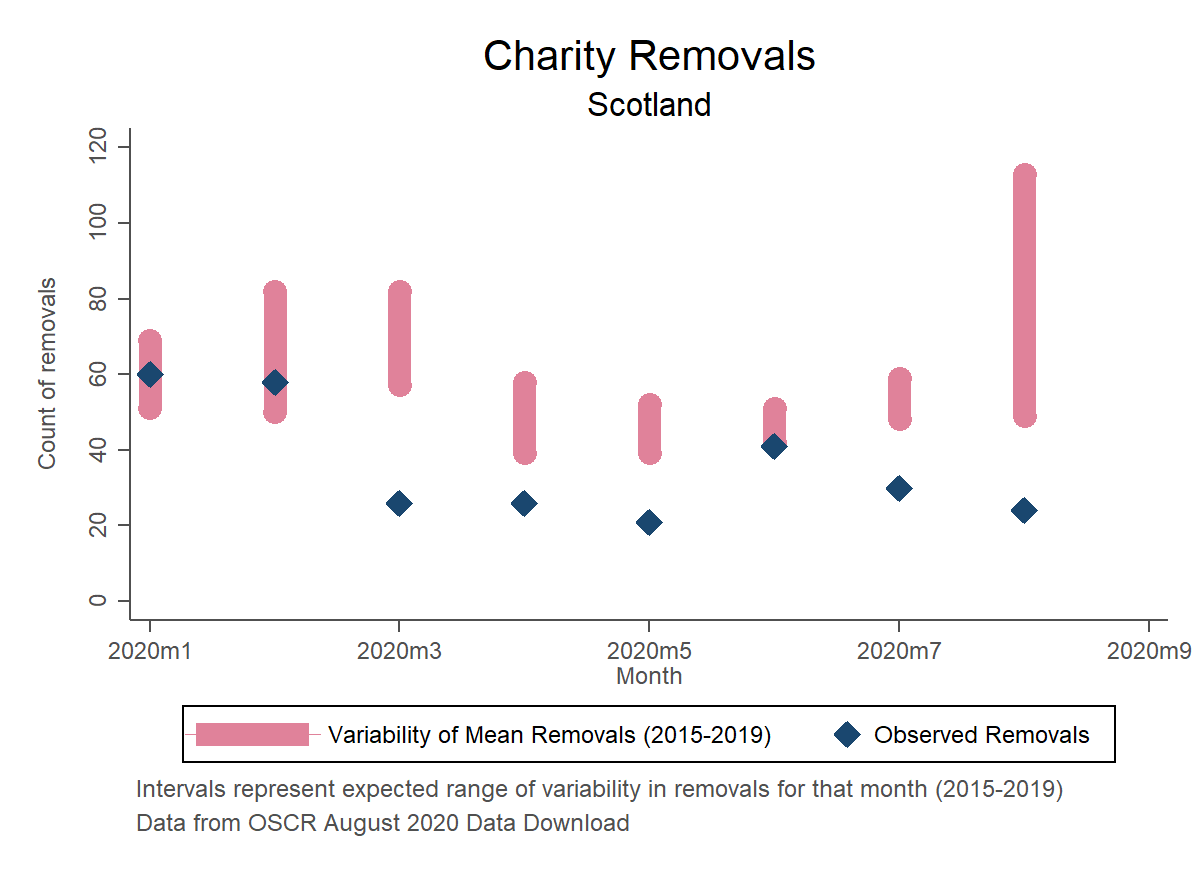 Charity Removals
Scotland
Count of removals
120
100
80
60
40
20
0
2020m1 2020m3 2020m5 2020m7 2020m9
Month
Variability of Mean Removals (2015-2019) Observed Removals
Intervals represent expected range of variability in removals for that month (2015-2019)
Data from OSCR August 2020 Data Download